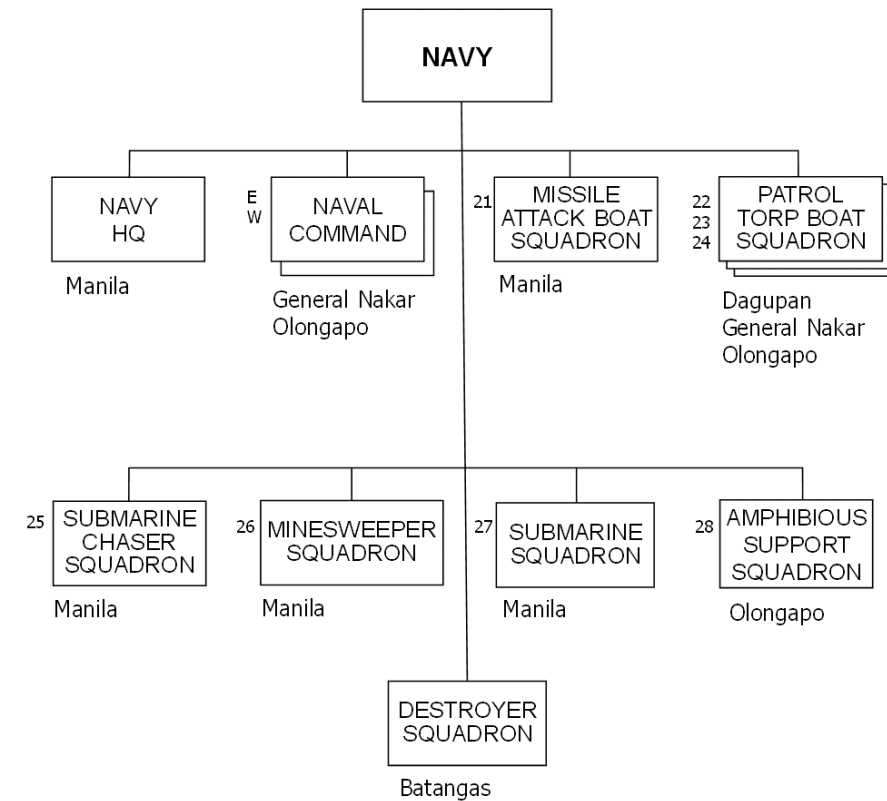 NAVY
NAVY
HQ
Manila
E
W
NAVAL
COMMAND
General Nakar
Olongapo
21
MISSILE
ATTACK BOAT
SQUADRON
Manila
22
23
24
PATROL
TORP BOAT
SQUADRON
Dagupan
General Nakar
Olongapo
25
SUBMARINE
CHASER
SQUADRON
Manila
26
MINESWEEPER
SQUADRON
Manila
27
SUBMARINE
SQUADRON
Manila
28
AMPHIBIOUS
SUPPORT
SQUADRON
Olongapo
DESTROYER
SQUADRON
Batangas